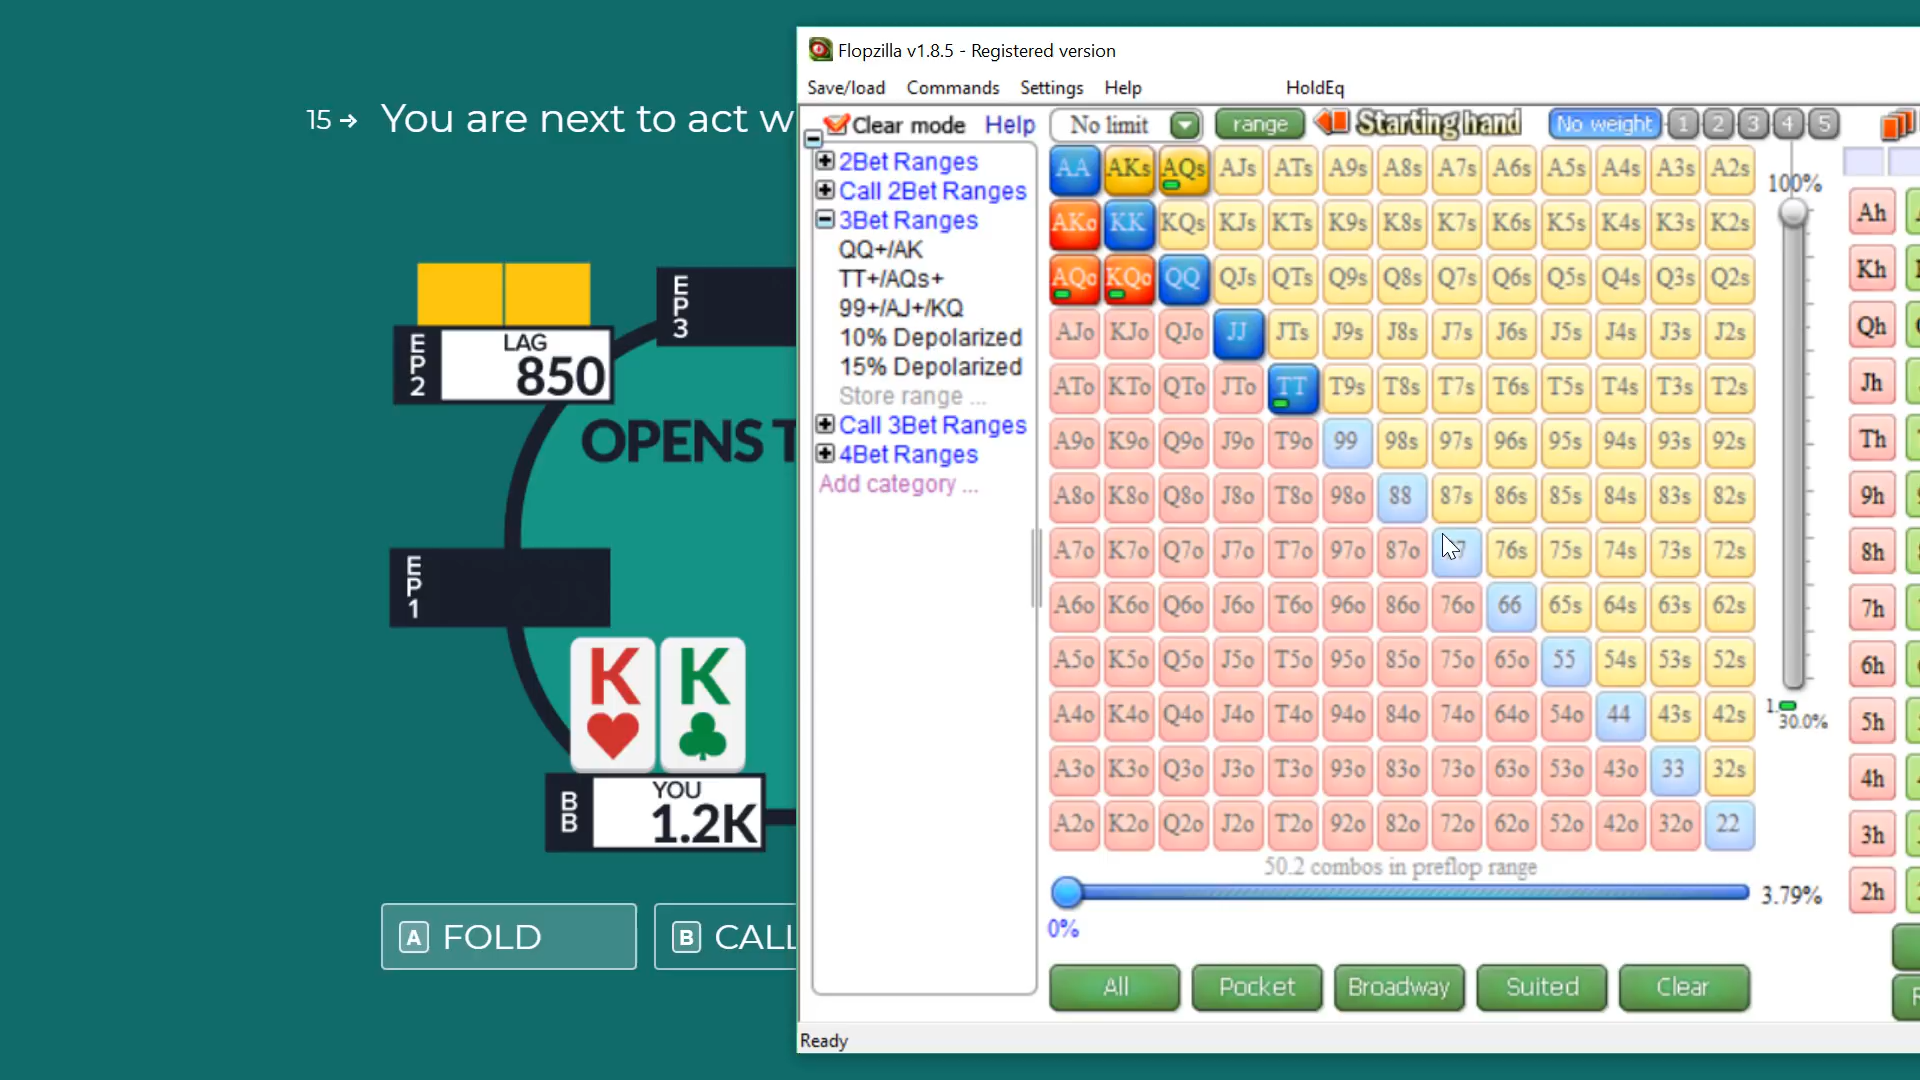 15 → You are next to act w
LAG
850
EP2
EP3
OPENS T
EP1
K K
YOU
1.2K
BB
A FOLD
B CALL
Flopzilla v1.8.5 - Registered version
Save/load Commands Settings Help HoldEq
Clear mode Help
2Bet Ranges
Call 2Bet Ranges
3Bet Ranges
QQ+/AK
TT+/AQs+
99+/AJ+/KQ
10% Depolarized
15% Depolarized
Store range ...
Call 3Bet Ranges
4Bet Ranges
Add category ...
No limit range Starting hand No weight 1 2 3 4 5
AA AKs AQs AJs ATs A9s A8s A7s A6s A5s A4s A3s A2s
AKo KK KQs KJs KTs K9s K8s K7s K6s K5s K4s K3s K2s
AQo KQo QQ QJs QTs Q9s Q8s Q7s Q6s Q5s Q4s Q3s Q2s
AJo KJo QJo JJ JTs J9s J8s J7s J6s J5s J4s J3s J2s
ATo KTo QTo JTo TT T9s T8s T7s T6s T5s T4s T3s T2s
A9o K9o Q9o J9o T9o 99 98s 97s 96s 95s 94s 93s 92s
A8o K8o Q8o J8o T8o 98o 88 87s 86s 85s 84s 83s 82s
A7o K7o Q7o J7o T7o 97o 87o 76s 75s 74s 73s 72s
A6o K6o Q6o J6o T6o 96o 86o 76o 66 65s 64s 63s 62s
A5o K5o Q5o J5o T5o 95o 85o 75o 65o 55 54s 53s 52s
A4o K4o Q4o J4o T4o 94o 84o 74o 64o 54o 44 43s 42s
A3o K3o Q3o J3o T3o 93o 83o 73o 63o 53o 43o 33 32s
A2o K2o Q2o J2o T2o 92o 82o 72o 62o 52o 42o 32o 22
50.2 combos in preflop range
3.79%
0%
All Pocket Broadway Suited Clear
100%
1.
30.0%
Ah
Kh
Qh
Jh
Th
9h
8h
7h
6h
5h
4h
3h
2h
Ready